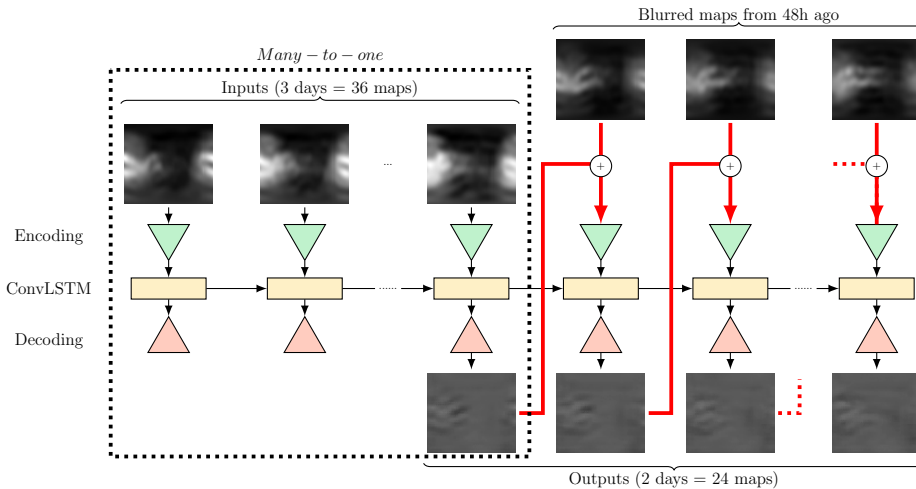 Blurred maps from 48h ago
Many − to − one
Inputs (3 days = 36 maps)
...
+
+
+
Encoding
ConvLSTM
......
......
Decoding
Outputs (2 days = 24 maps)